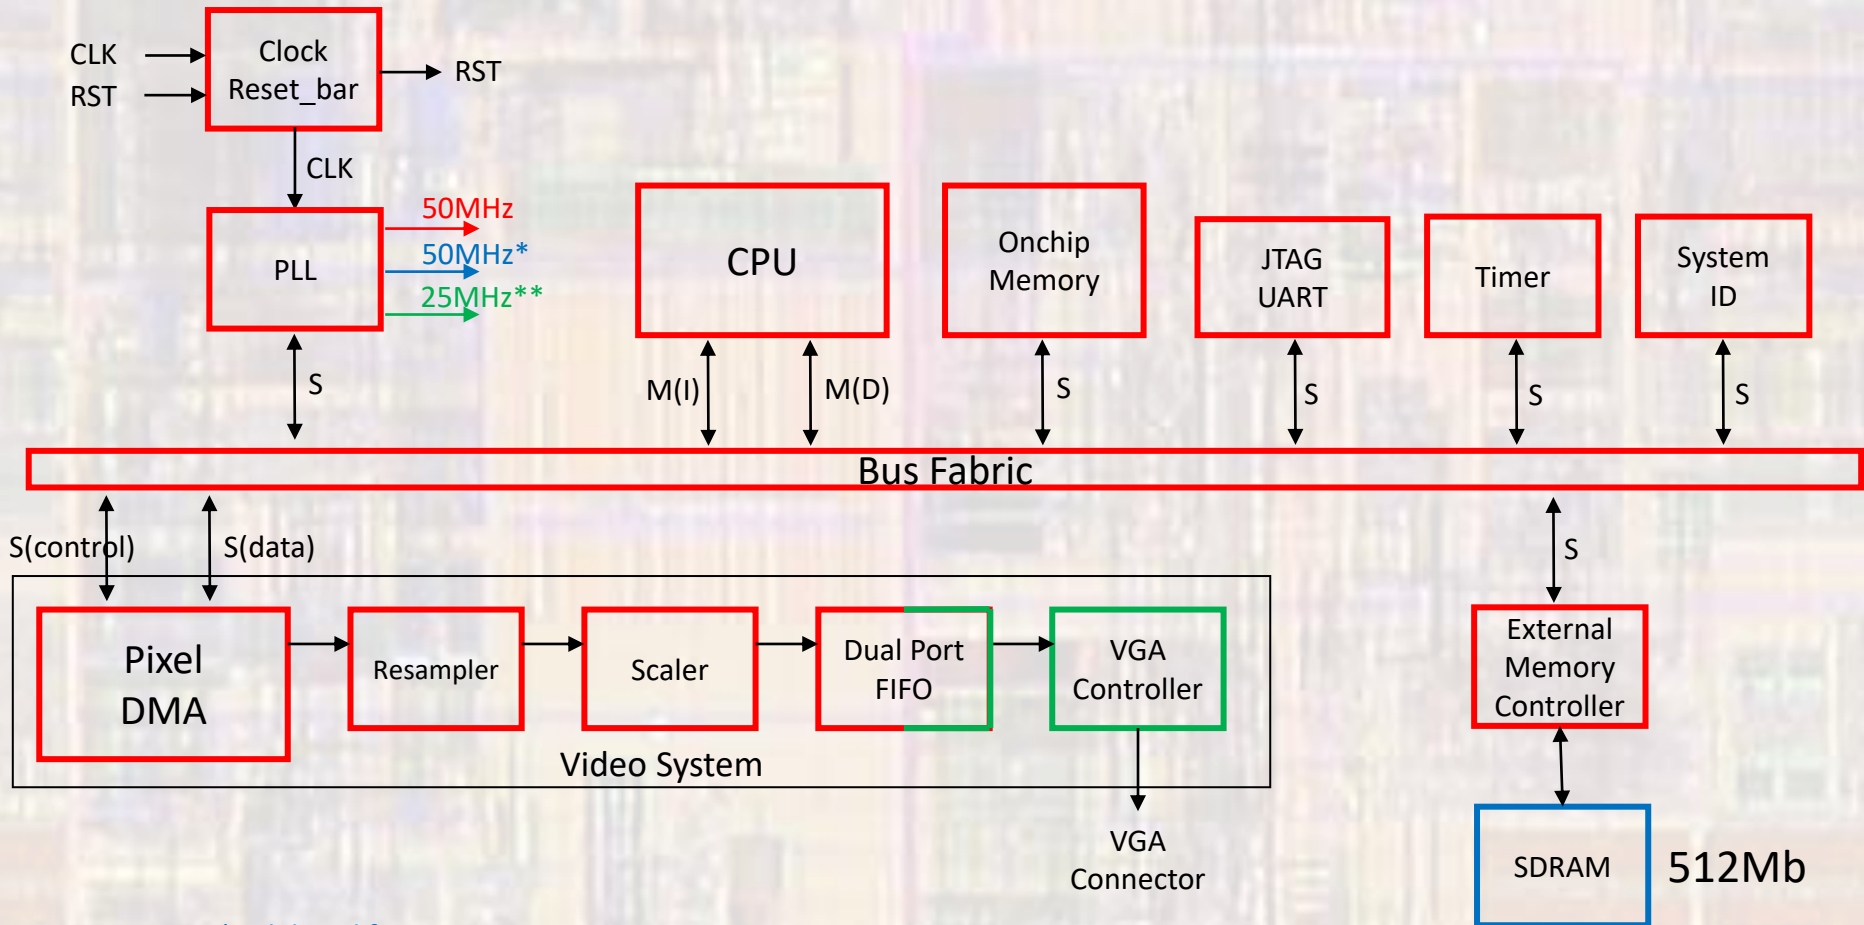 CLK
RST
Clock
Reset_bar
RST
CLK
PLL
50MHz
50MHz*
25MHz**
CPU
Onchip
Memory
JTAG
UART
Timer
System
ID
S
M(I)
M(D)
S
S
S
S
Bus Fabric
S(control)
S(data)
S
Pixel
DMA
Resampler
Scaler
Dual Port
FIFO
VGA
Controller
Video System
External
Memory
Controller
VGA
Connector
SDRAM
512Mb